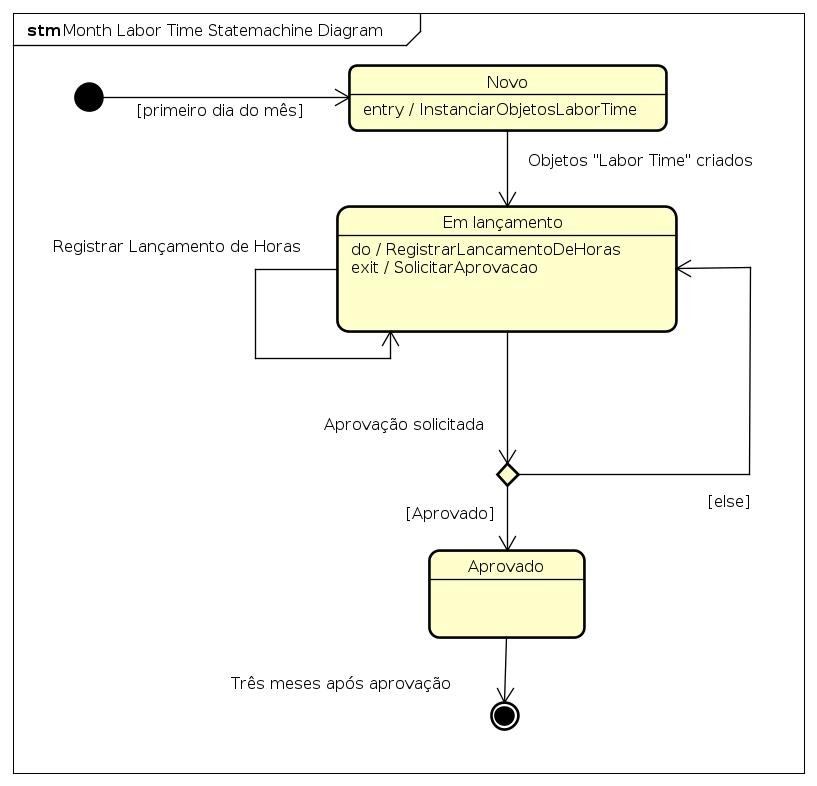 stm Month Labor Time Statemachine Diagram
Novo
[primeiro dia do mês]
entry / InstanciarObjetosLaborTime
Objetos "Labor Time" criados
Em lançamento
Registrar Lançamento de Horas
do / RegistrarLancamentoDeHoras
exit / SolicitarAprovacao
Aprovação solicitada
[else]
[Aprovado]
Aprovado
Três meses após aprovação